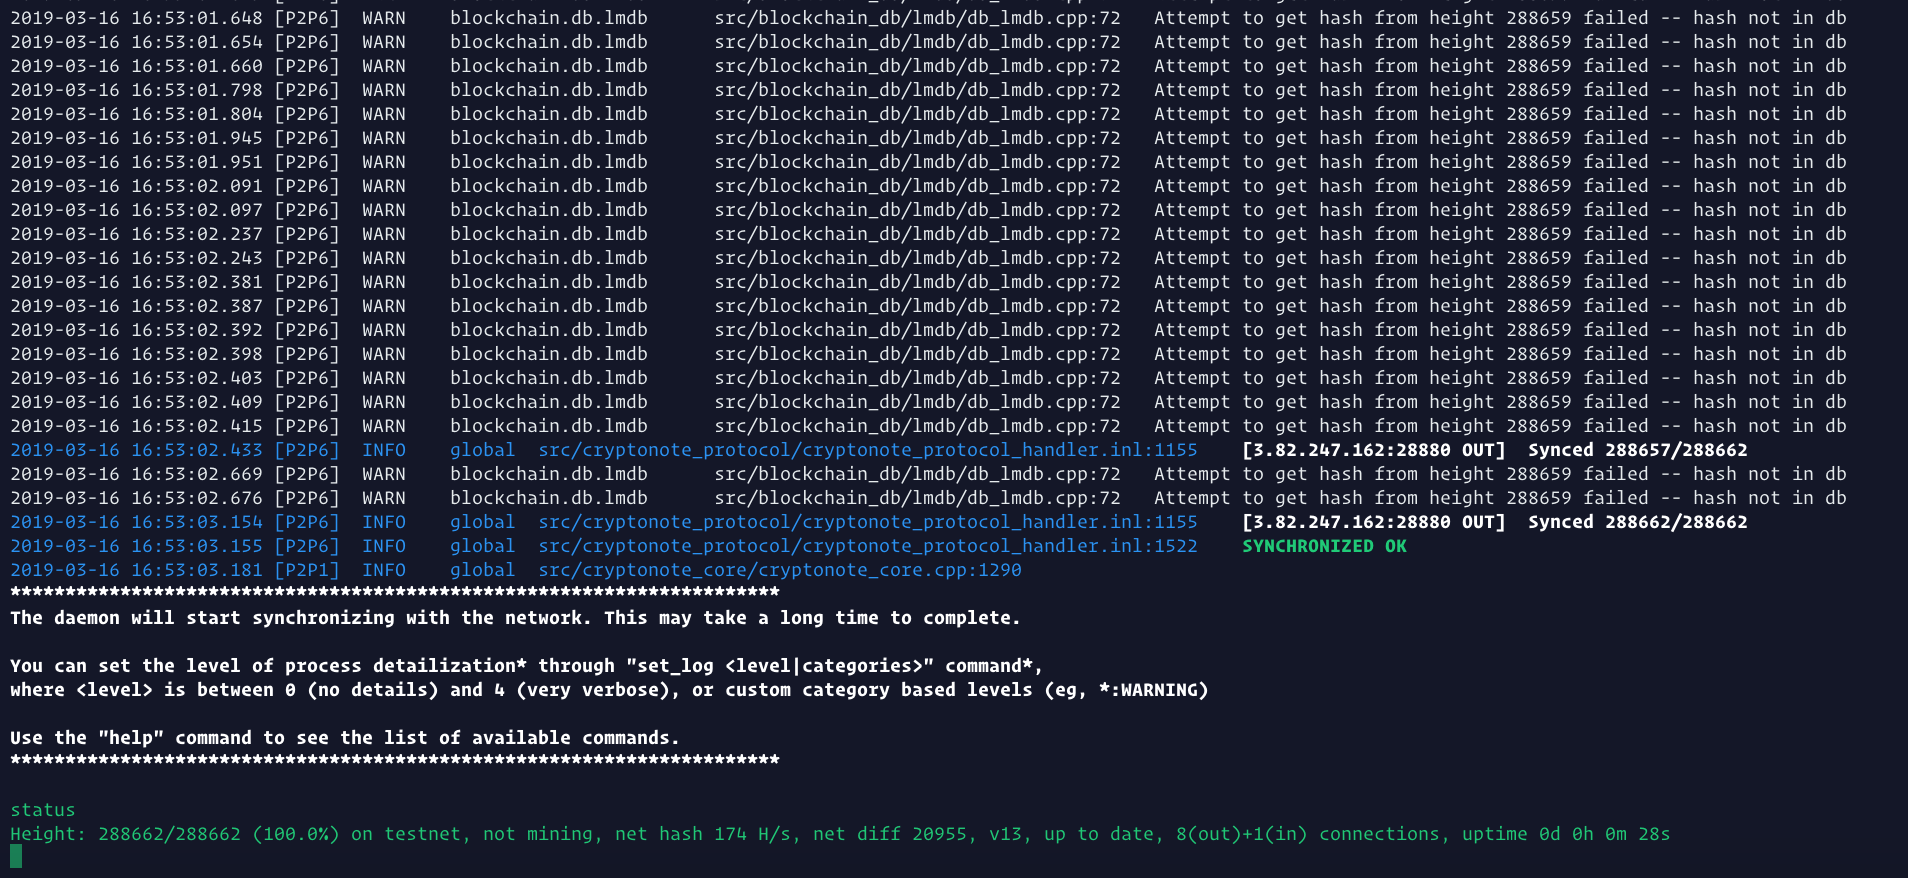 2019-03-16 16:53:01.648 [P2P6] WARN blockchain.db.lmdb src/blockchain_db/lmdb/db_lmdb.cpp:72 Attempt to get hash from height 288659 failed -- hash not in db
2019-03-16 16:53:01.654 [P2P6] WARN blockchain.db.lmdb src/blockchain_db/lmdb/db_lmdb.cpp:72 Attempt to get hash from height 288659 failed -- hash not in db
2019-03-16 16:53:01.660 [P2P6] WARN blockchain.db.lmdb src/blockchain_db/lmdb/db_lmdb.cpp:72 Attempt to get hash from height 288659 failed -- hash not in db
2019-03-16 16:53:01.798 [P2P6] WARN blockchain.db.lmdb src/blockchain_db/lmdb/db_lmdb.cpp:72 Attempt to get hash from height 288659 failed -- hash not in db
2019-03-16 16:53:01.804 [P2P6] WARN blockchain.db.lmdb src/blockchain_db/lmdb/db_lmdb.cpp:72 Attempt to get hash from height 288659 failed -- hash not in db
2019-03-16 16:53:01.945 [P2P6] WARN blockchain.db.lmdb src/blockchain_db/lmdb/db_lmdb.cpp:72 Attempt to get hash from height 288659 failed -- hash not in db
2019-03-16 16:53:01.951 [P2P6] WARN blockchain.db.lmdb src/blockchain_db/lmdb/db_lmdb.cpp:72 Attempt to get hash from height 288659 failed -- hash not in db
2019-03-16 16:53:02.091 [P2P6] WARN blockchain.db.lmdb src/blockchain_db/lmdb/db_lmdb.cpp:72 Attempt to get hash from height 288659 failed -- hash not in db
2019-03-16 16:53:02.097 [P2P6] WARN blockchain.db.lmdb src/blockchain_db/lmdb/db_lmdb.cpp:72 Attempt to get hash from height 288659 failed -- hash not in db
2019-03-16 16:53:02.237 [P2P6] WARN blockchain.db.lmdb src/blockchain_db/lmdb/db_lmdb.cpp:72 Attempt to get hash from height 288659 failed -- hash not in db
2019-03-16 16:53:02.243 [P2P6] WARN blockchain.db.lmdb src/blockchain_db/lmdb/db_lmdb.cpp:72 Attempt to get hash from height 288659 failed -- hash not in db
2019-03-16 16:53:02.381 [P2P6] WARN blockchain.db.lmdb src/blockchain_db/lmdb/db_lmdb.cpp:72 Attempt to get hash from height 288659 failed -- hash not in db
2019-03-16 16:53:02.387 [P2P6] WARN blockchain.db.lmdb src/blockchain_db/lmdb/db_lmdb.cpp:72 Attempt to get hash from height 288659 failed -- hash not in db
2019-03-16 16:53:02.392 [P2P6] WARN blockchain.db.lmdb src/blockchain_db/lmdb/db_lmdb.cpp:72 Attempt to get hash from height 288659 failed -- hash not in db
2019-03-16 16:53:02.398 [P2P6] WARN blockchain.db.lmdb src/blockchain_db/lmdb/db_lmdb.cpp:72 Attempt to get hash from height 288659 failed -- hash not in db
2019-03-16 16:53:02.403 [P2P6] WARN blockchain.db.lmdb src/blockchain_db/lmdb/db_lmdb.cpp:72 Attempt to get hash from height 288659 failed -- hash not in db
2019-03-16 16:53:02.409 [P2P6] WARN blockchain.db.lmdb src/blockchain_db/lmdb/db_lmdb.cpp:72 Attempt to get hash from height 288659 failed -- hash not in db
2019-03-16 16:53:02.415 [P2P6] WARN blockchain.db.lmdb src/blockchain_db/lmdb/db_lmdb.cpp:72 Attempt to get hash from height 288659 failed -- hash not in db
2019-03-16 16:53:02.433 [P2P6] INFO global src/cryptonote_protocol/cryptonote_protocol_handler.inl:1155 [3.82.247.162:28880 OUT] Synced 288657/288662
2019-03-16 16:53:02.669 [P2P6] WARN blockchain.db.lmdb src/blockchain_db/lmdb/db_lmdb.cpp:72 Attempt to get hash from height 288659 failed -- hash not in db
2019-03-16 16:53:02.676 [P2P6] WARN blockchain.db.lmdb src/blockchain_db/lmdb/db_lmdb.cpp:72 Attempt to get hash from height 288659 failed -- hash not in db
2019-03-16 16:53:03.154 [P2P6] INFO global src/cryptonote_protocol/cryptonote_protocol_handler.inl:1155 [3.82.247.162:28880 OUT] Synced 288662/288662
2019-03-16 16:53:03.155 [P2P6] INFO global src/cryptonote_protocol/cryptonote_protocol_handler.inl:1522 SYNCHRONIZED OK
2019-03-16 16:53:03.181 [P2P1] INFO global src/cryptonote_core/cryptonote_core.cpp:1290
**********************************************************************
The daemon will start synchronizing with the network. This may take a long time to complete.
You can set the level of process detailization* through "set_log <level|categories>" command*,
where <level> is between 0 (no details) and 4 (very verbose), or custom category based levels (eg, *:WARNING)
Use the "help" command to see the list of available commands.
**********************************************************************
status
Height: 288662/288662 (100.0%) on testnet, not mining, net hash 174 H/s, net diff 20955, v13, up to date, 8(out)+1(in) connections, uptime 0d 0h 0m 28s